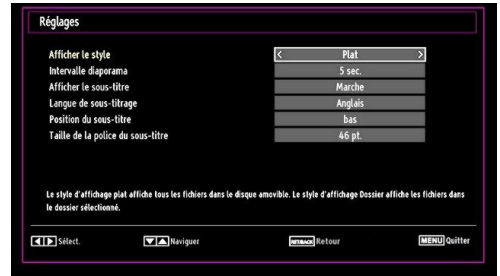 Réglages
Afficher le style < Plat >
Intervalle diaporama 5 sec.
Afficher le sous-titre Marche
Langue de sous-titrage Anglais
Position du sous-titre bas
Taille de la police du sous-titre 46 pt.
Le style d'affichage plat affiche tous les fichiers dans le disque amovible. Le style d'affichage Dossier affiche les fichiers dans
le dossier sélectionné.
Sélect. Naviguer RET/BACK Retour MENU Quitter